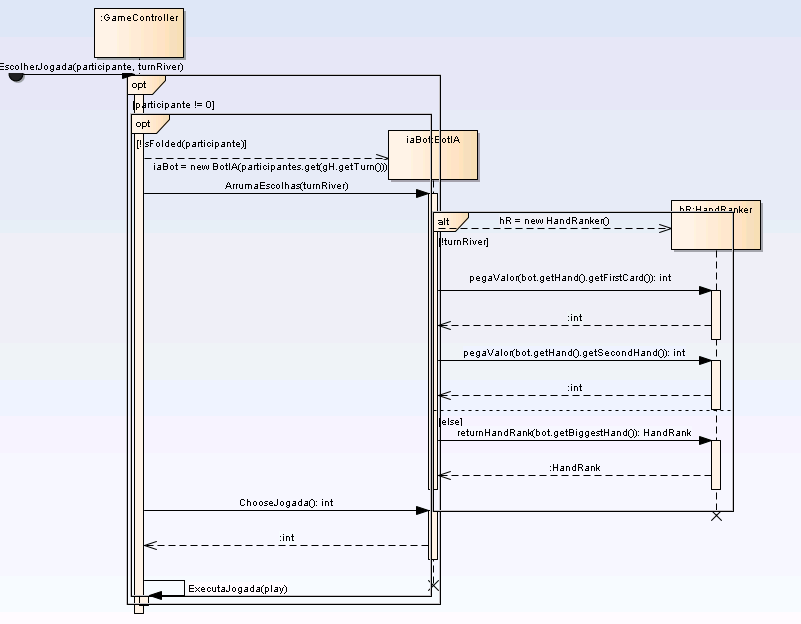 :GameController
EscolherJogada(participante, turnRiver)
opt
[participante != 0]
opt
[!isFolded(participante)]
iaBot:BotIA
iaBot = new BotIA(participantes.get(gH.getTurn()))
ArrumaEscolhas(turnRiver)
hR:HandRanker
alt
hR = new HandRanker()
[!turnRiver]
pegaValor(bot.getHand().getFirstCard()): int
:int
pegaValor(bot.getHand().getSecondHand()): int
:int
[else]
returnHandRank(bot.getBiggestHand()): HandRank
:HandRank
ChooseJogada(): int
:int
ExecutaJogada(play)